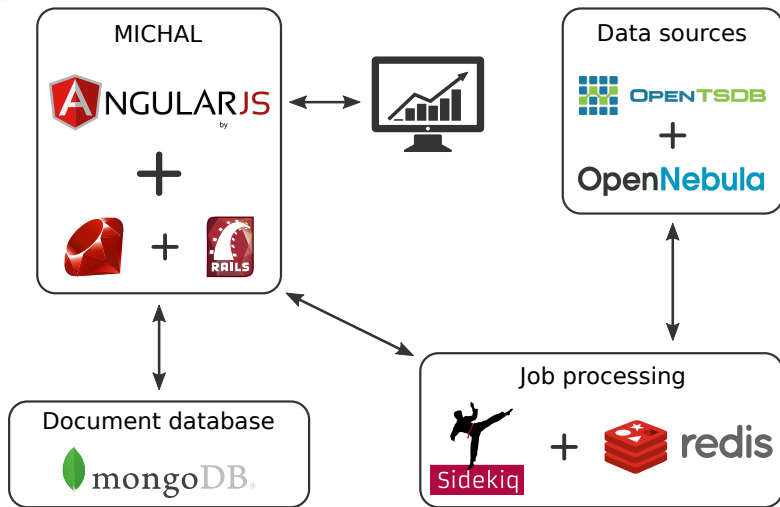 MICHAL
ANGULARJS
by
RAILS
Data sources
OPENTSDB
+
OpenNebula
Job processing
Sidekiq
+
redis
Document database
mongoDB®